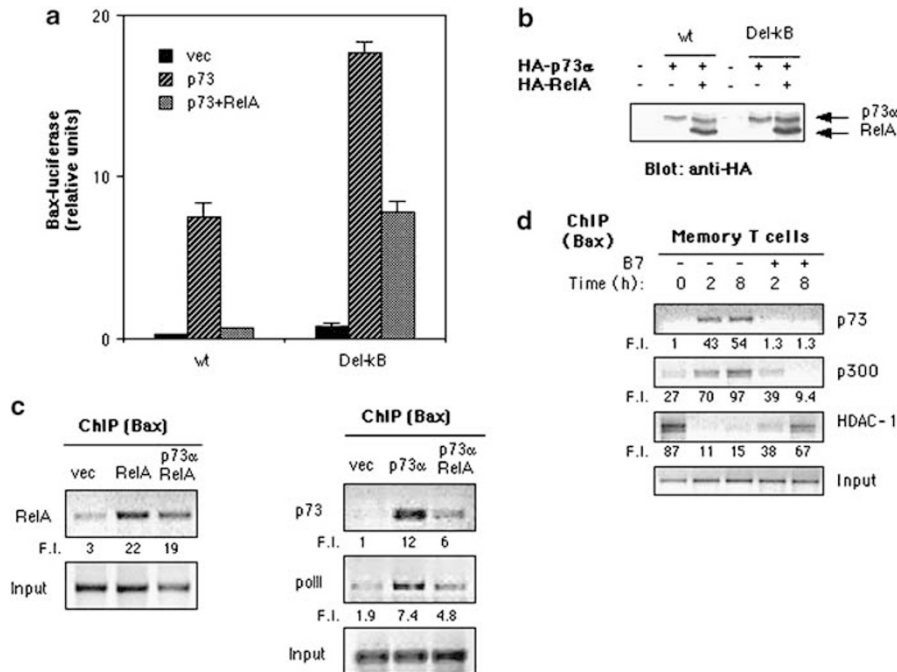 a
20
10
0
Bax-luciferase
(relative units)
vec
p73
p73+RelA
wt
Del-kB
b
wt
Del-kB
HA-p73α - + + - + +
HA-RelA - + - +
p73α
RelA
Blot: anti-HA
c
ChIP (Bax)
vec RelA p73α RelA
RelA
F.I. 3 22 19
Input
ChIP (Bax)
vec p73α p73α RelA
p73
F.I. 1 12 6
polII
F.I. 1.9 7.4 4.8
Input
d
ChIP
(Bax)
Memory T cells
B7 - - - + +
Time (h): 0 2 8 2 8
p73
F.I. 1 43 54 1.3 1.3
p300
F.I. 27 70 97 39 9.4
HDAC-1
F.I. 87 11 15 38 67
Input